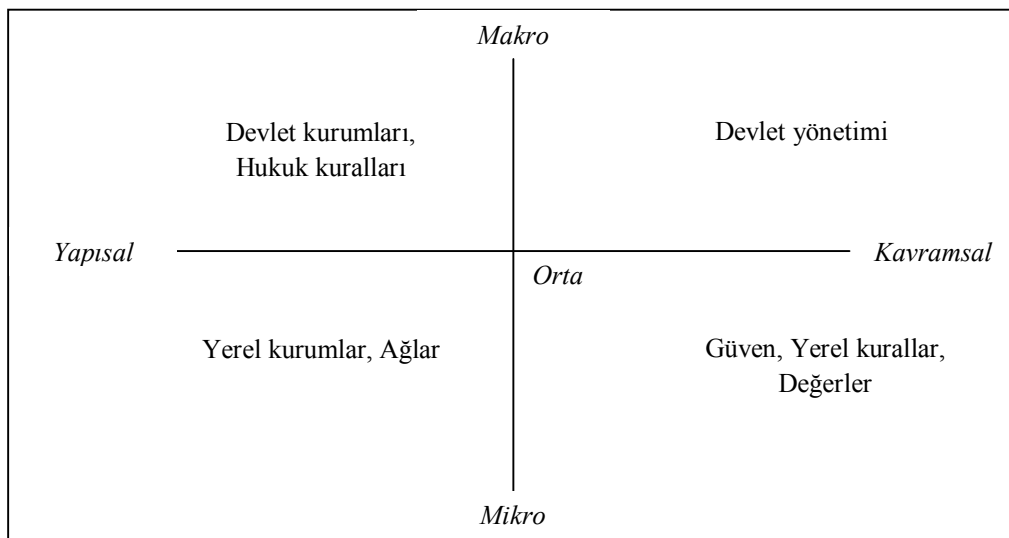 Makro
Devlet kurumları,
Hukuk kuralları
Devlet yönetimi
Yapısal
Kavramsal
Orta
Yerel kurumlar, Ağlar
Güven, Yerel kurallar,
Değerler
Mikro